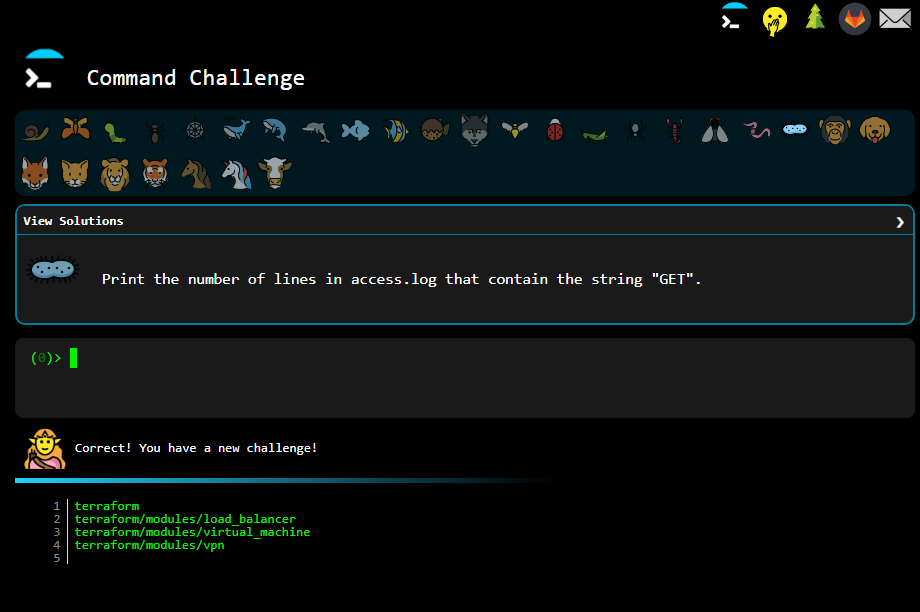 Command Challenge
View Solutions
Print the number of lines in access.log that contain the string "GET".
(0)>
Correct! You have a new challenge!
1 terraform
2 terraform/modules/load_balancer
3 terraform/modules/virtual_machine
4 terraform/modules/vpn
5